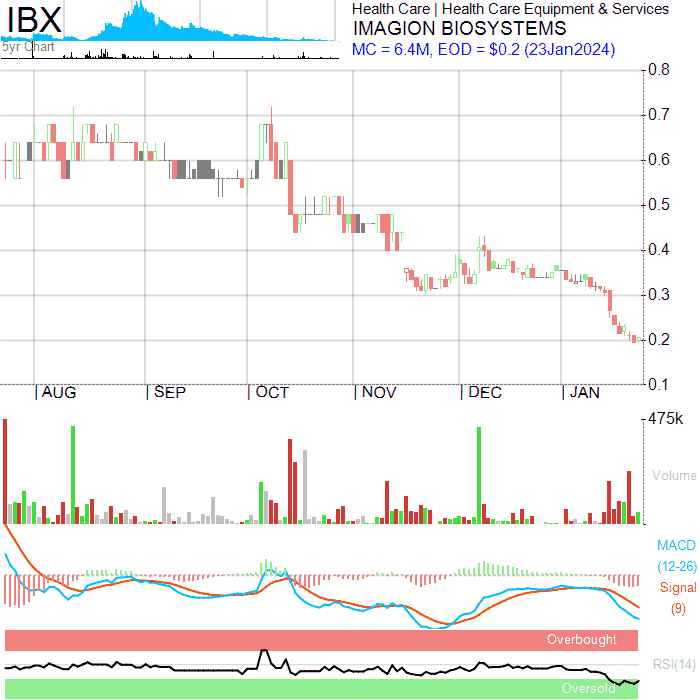 IBX
5yr Chart
Health Care | Health Care Equipment & Services
IMAGION BIOSYSTEMS
MC = 6.4M, EOD = $0.2 (23Jan2024)
0.8
0.7
0.6
0.5
0.4
0.3
0.2
0.1
|AUG |SEP |OCT |NOV |DEC |JAN
475k
Volume
MACD
(12-26)
Signal
(9)
Overbought
RSI(14)
Oversold